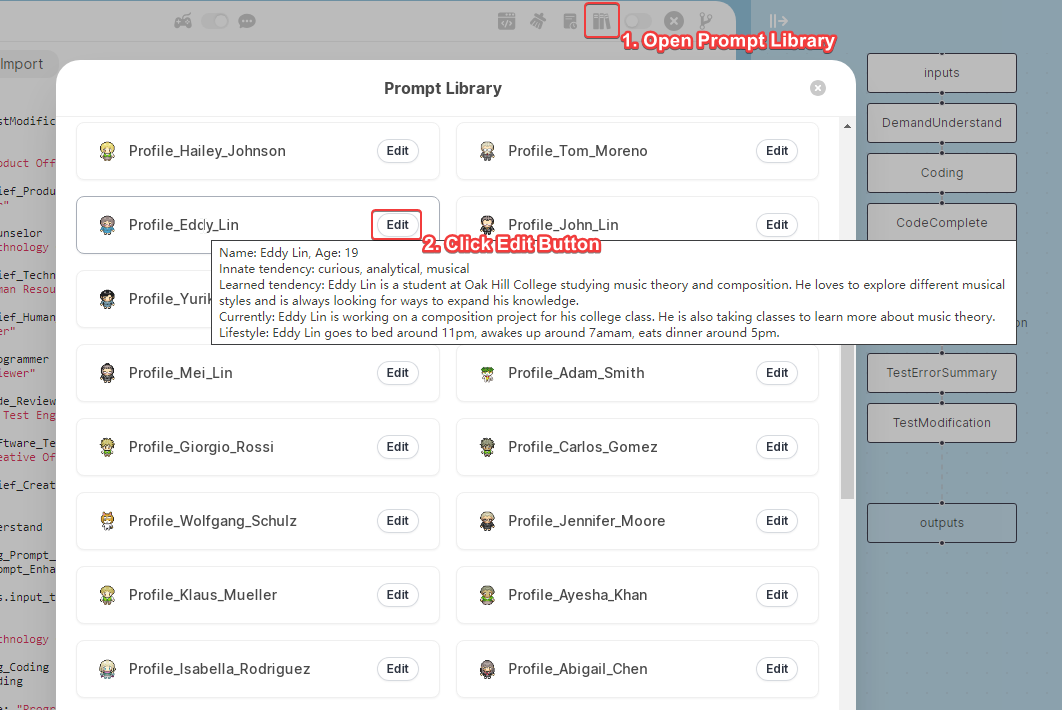 1. Open Prompt Library
Import
Prompt Library
inputs
DemandUnderstand
Coding
CodeComplete
TestErrorSummary
TestModification
outputs
Profile_Hailey_Johnson
Edit
Profile_Tom_Moreno
Edit
Profile_Eddy_Lin
Edit
Profile_John_Lin
Edit
2. Click Edit Button
Name: Eddy Lin, Age: 19
Innate tendency: curious, analytical, musical
Learned tendency: Eddy Lin is a student at Oak Hill College studying music theory and composition. He loves to explore different musical
styles and is always looking for ways to expand his knowledge.
Currently: Eddy Lin is working on a composition project for his college class. He is also taking classes to learn more about music theory.
Lifestyle: Eddy Lin goes to bed around 11pm, awakes up around 7amam, eats dinner around 5pm.
Profile_Mei_Lin
Edit
Profile_Adam_Smith
Edit
Profile_Giorgio_Rossi
Edit
Profile_Carlos_Gomez
Edit
Profile_Wolfgang_Schulz
Edit
Profile_Jennifer_Moore
Edit
Profile_Klaus_Mueller
Edit
Profile_Ayesha_Khan
Edit
Profile_Isabella_Rodriguez
Edit
Profile_Abigail_Chen
Edit